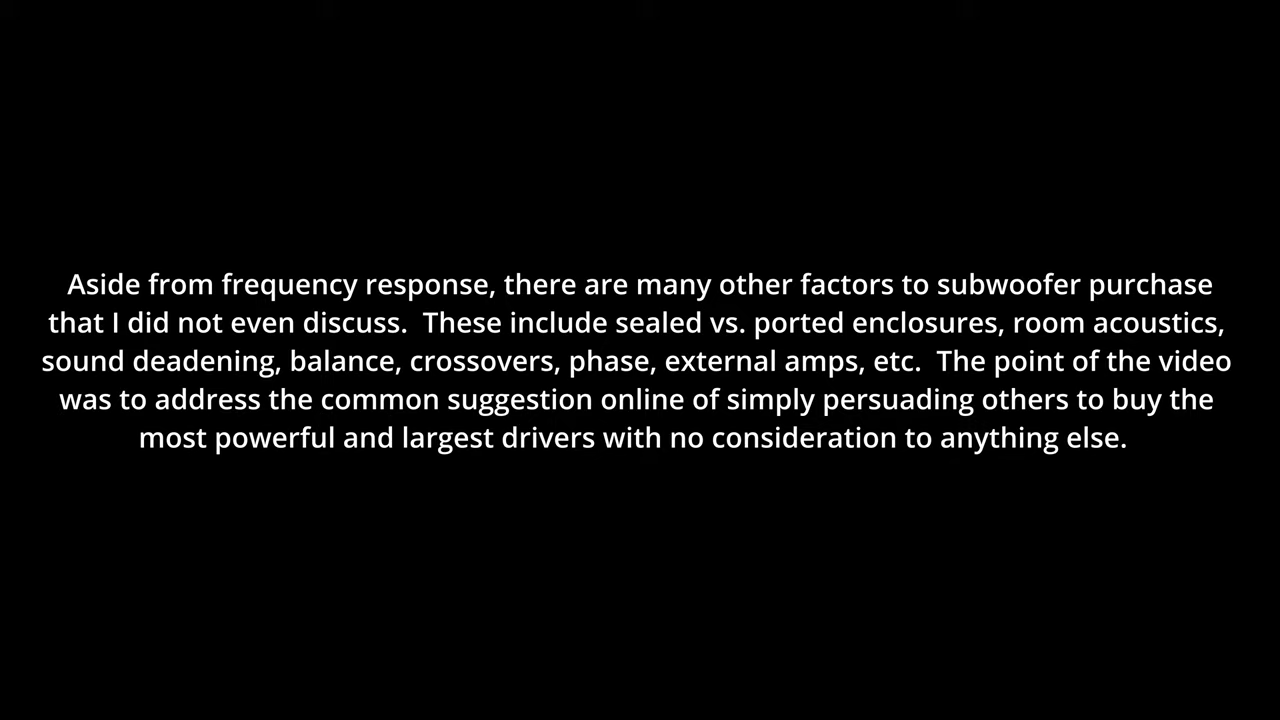 Aside from frequency response, there are many other factors to subwoofer purchase
that I did not even discuss.  These include sealed vs. ported enclosures, room acoustics,
sound deadening, balance, crossovers, phase, external amps, etc.  The point of the video
was to address the common suggestion online of simply persuading others to buy the
most powerful and largest drivers with no consideration to anything else.